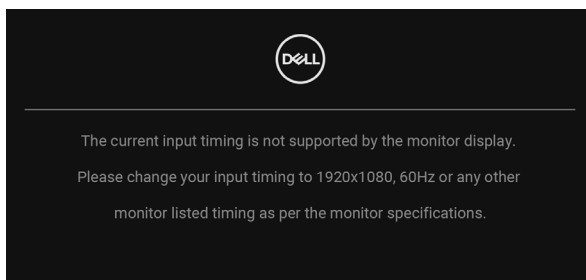 DELL
The current input timing is not supported by the monitor display.
Please change your input timing to 1920x1080, 60Hz or any other
monitor listed timing as per the monitor specifications.